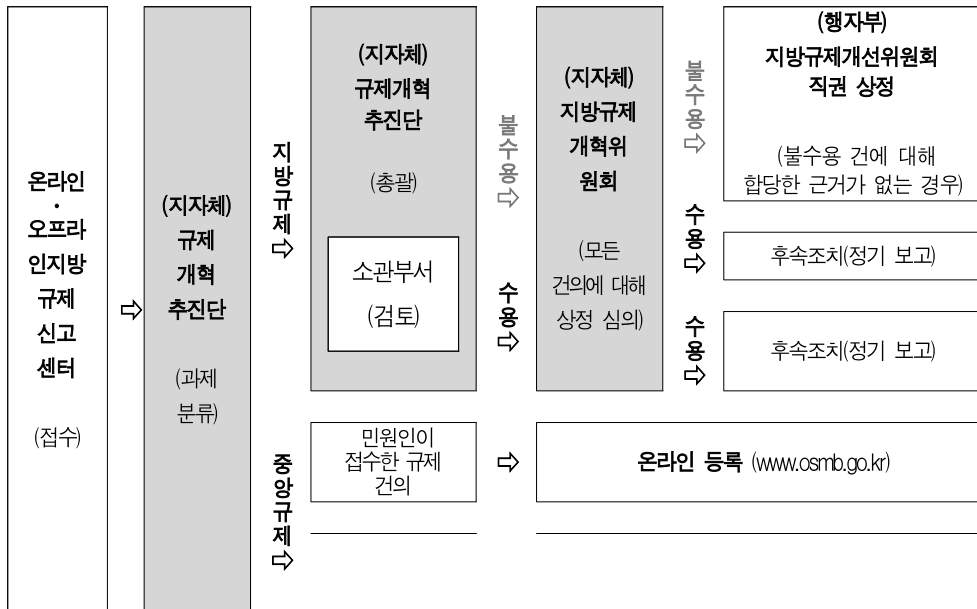 온라인
·
오프라
인지방
규제
신고
센터
(접수)
⇨
(지자체)
규제
개혁
추진단
(과제
분류)
지방규제⇨
(지자체)
규제개혁
추진단
(총괄)
소관부서
(검토)
불수용⇨
수용⇨
(지자체)
지방규제
개혁위
원회
(모든
건의에 대해
상정 심의)
불수용⇨
(행자부)
지방규제개선위원회
직권 상정
(불수용 건에 대해
합당한 근거가 없는 경우)
수용⇨
후속조치(정기 보고)
수용⇨
후속조치(정기 보고)
중앙규제⇨
민원인이
접수한 규제
건의
⇨
온라인 등록 (www.osmb.go.kr)